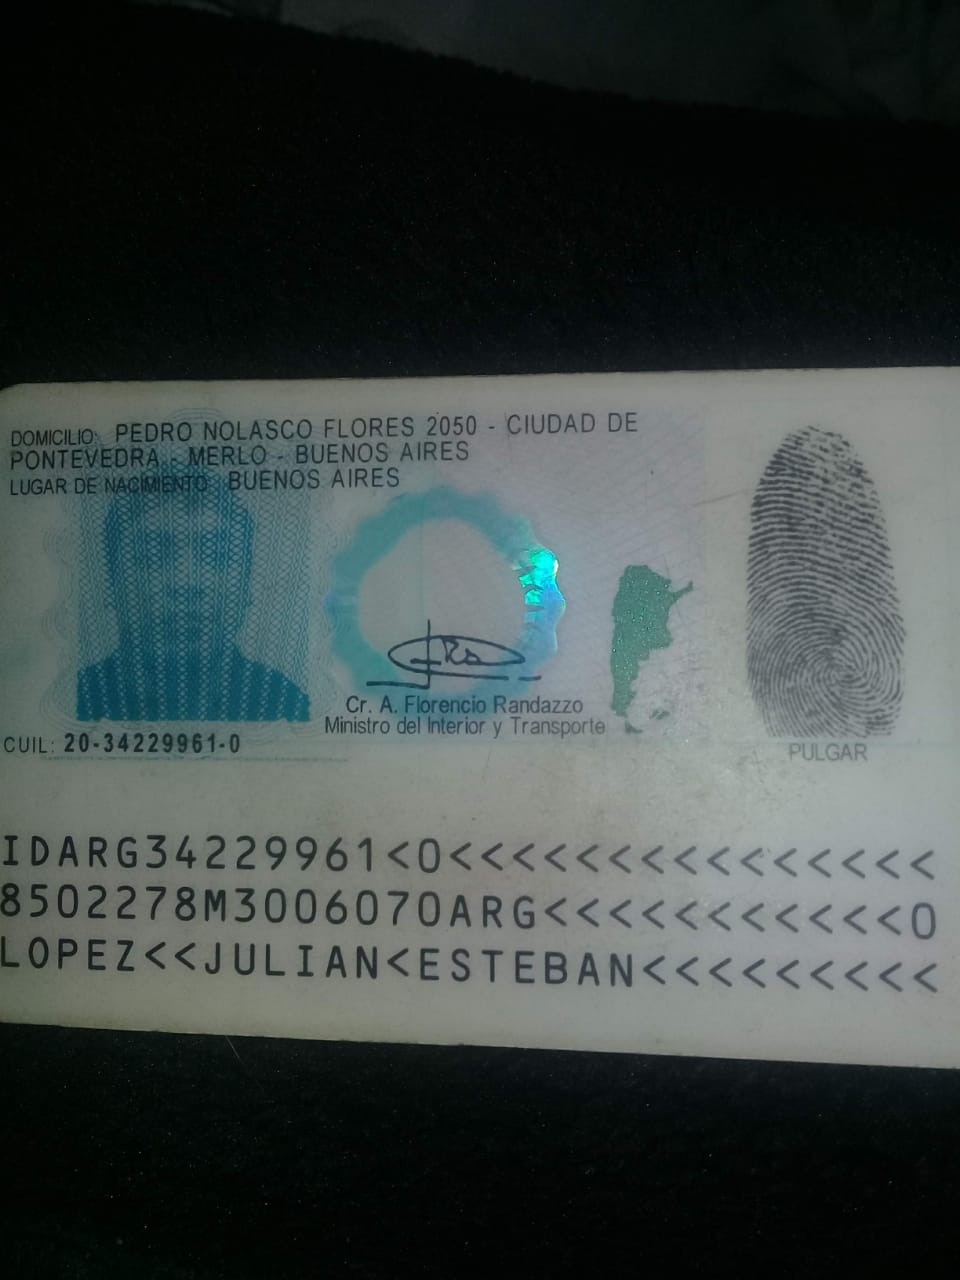 DOMICILIO: PEDRO NOLASCO FLORES 2050 - CIUDAD DE
PONTEVEDRA - MERLO - BUENOS AIRES
LUGAR DE NACIMIENTO: BUENOS AIRES
Cr. A. Florencio Randazzo
Ministro del Interior y Transporte
CUIL: 20-34229961-0
PULGAR
IDARG34229961<0<<<<<<<<<<<<<<<
8502278M3006070ARG<<<<<<<<<<<0
LOPEZ<<JULIAN<ESTEBAN<<<<<<<<<